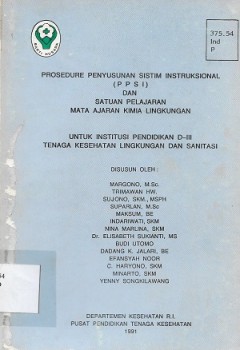 375.54
Ind
P
PROSEDURE PENYUSUNAN SISTIM INSTRUKSIONAL
( P P S I )
DAN
SATUAN PELAJARAN
MATA AJARAN KIMIA LINGKUNGAN
UNTUK INSTITUSI PENDIDIKAN D-III
TENAGA KESEHATAN LINGKUNGAN DAN SANITASI
DISUSUN OLEH :
MARGONO, M.Sc.
TRIMAWAN HW.
SUJONO, SKM., MSPH
SUPARLAN, M.Sc
MAKSUM, BE
INDARIWATI, SKM
NINA MARLINA, SKM
Dr. ELISABETH SUKIANTI, MS
BUDI UTOMO
DADANG K. JALARI, BE
EFANSYAH NOOR
C. HARYONO, SKM
MINARTO, SKM
YENNY SONGKILAWANG
DEPARTEMEN KESEHATAN R.I.
PUSAT PENDIDIKAN TENAGA KESEHATAN
1991